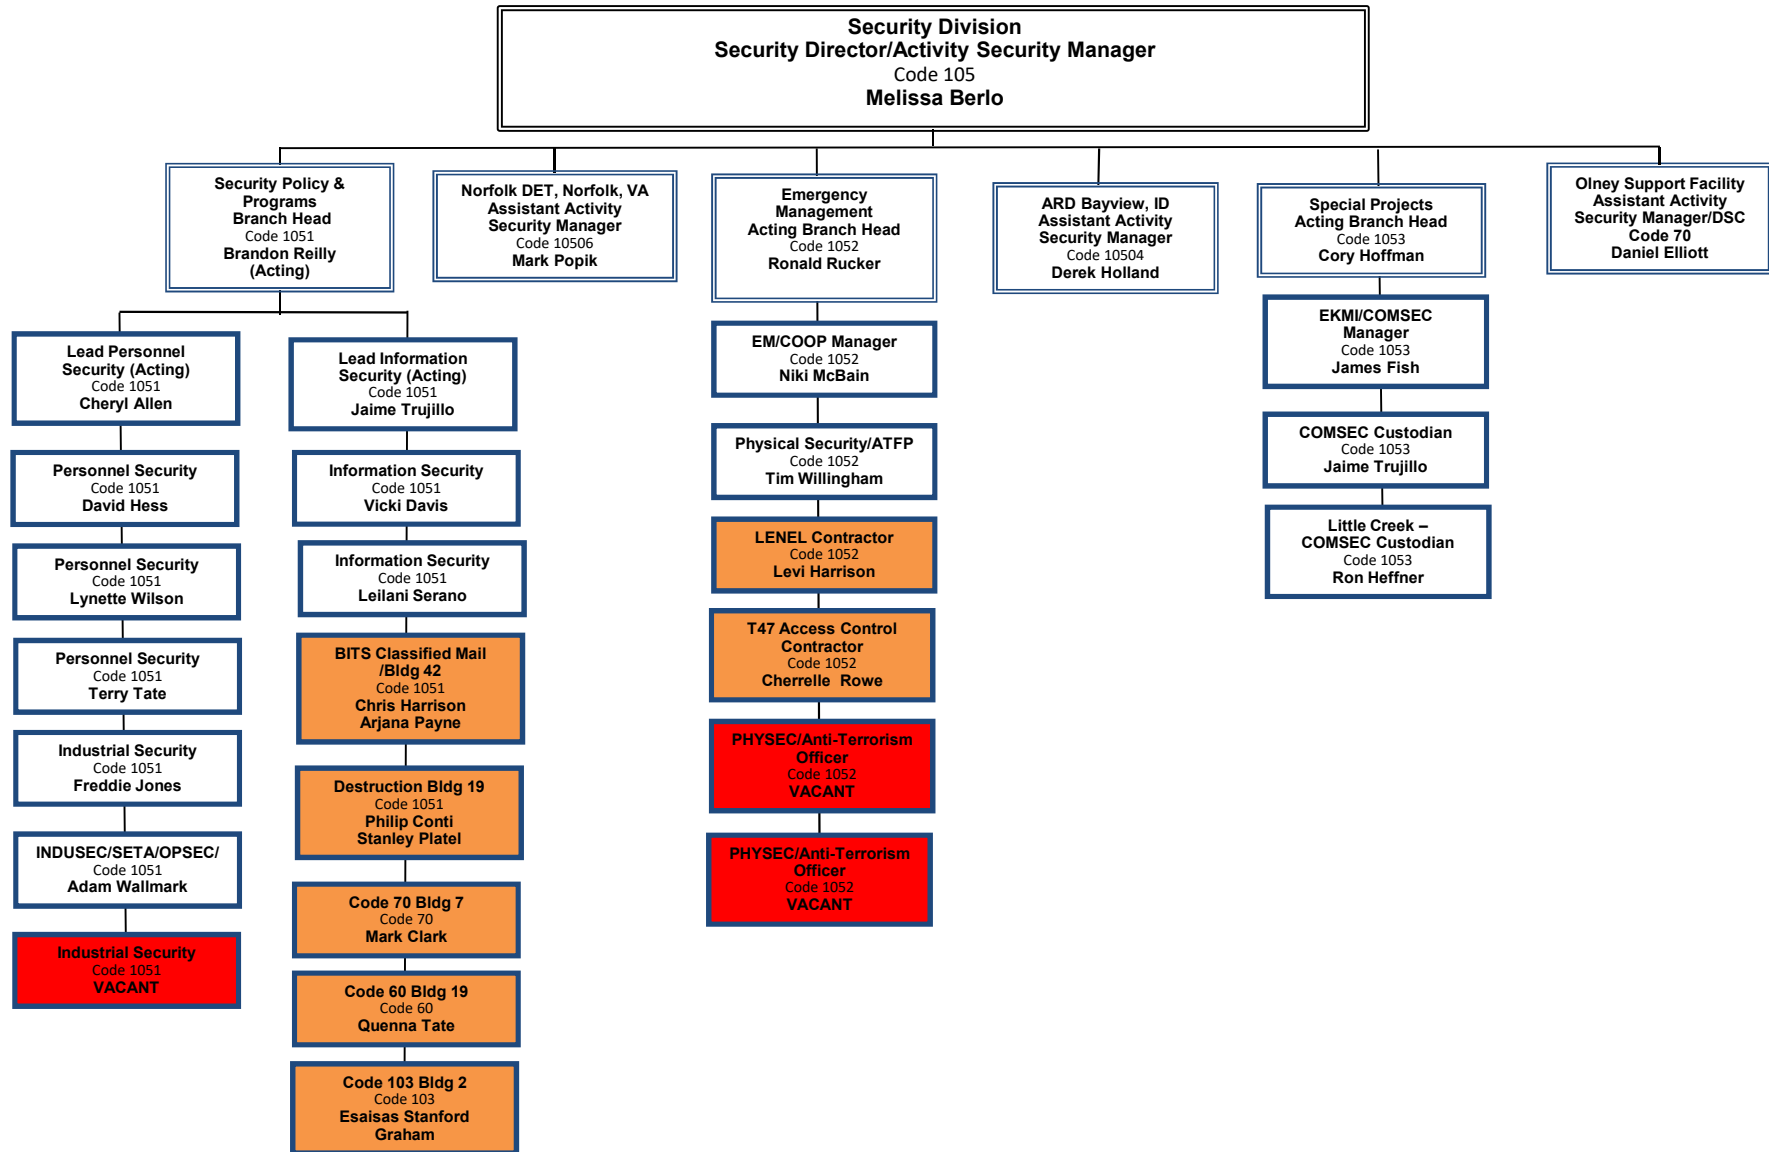 Security Division
Security Director/Activity Security Manager
Code 105
Melissa Berlo
Security Policy &
Programs
Branch Head
Code 1051
Brandon Reilly
(Acting)
Norfolk DET, Norfolk, VA
Assistant Activity
Security Manager
Code 10506
Mark Popik
Emergency
Management
Acting Branch Head
Code 1052
Ronald Rucker
ARD Bayview, ID
Assistant Activity
Security Manager
Code 10504
Derek Holland
Special Projects
Acting Branch Head
Code 1053
Cory Hoffman
Olney Support Facility
Assistant Activity
Security Manager/DSC
Code 70
Daniel Elliott
Lead Personnel
Security (Acting)
Code 1051
Cheryl Allen
Personnel Security
Code 1051
David Hess
Personnel Security
Code 1051
Lynette Wilson
Personnel Security
Code 1051
Terry Tate
Industrial Security
Code 1051
Freddie Jones
INDUSEC/SETA/OPSEC/
Code 1051
Adam Wallmark
Industrial Security
Code 1051
VACANT
Lead Information
Security (Acting)
Code 1051
Jaime Trujillo
Information Security
Code 1051
Vicki Davis
Information Security
Code 1051
Leilani Serano
BITS Classified Mail
/Bldg 42
Code 1051
Chris Harrison
Arjana Payne
Destruction Bldg 19
Code 1051
Philip Conti
Stanley Platel
Code 70 Bldg 7
Code 70
Mark Clark
Code 60 Bldg 19
Code 60
Quenna Tate
Code 103 Bldg 2
Code 103
Esaisas Stanford
Graham
EM/COOP Manager
Code 1052
Niki McBain
Physical Security/ATFP
Code 1052
Tim Willingham
LENEL Contractor
Code 1052
Levi Harrison
T47 Access Control
Contractor
Code 1052
Cherrelle Rowe
PHYSEC/Anti-Terrorism
Officer
Code 1052
VACANT
PHYSEC/Anti-Terrorism
Officer
Code 1052
VACANT
EKMI/COMSEC
Manager
Code 1053
James Fish
COMSEC Custodian
Code 1053
Jaime Trujillo
Little Creek –
COMSEC Custodian
Code 1053
Ron Heffner